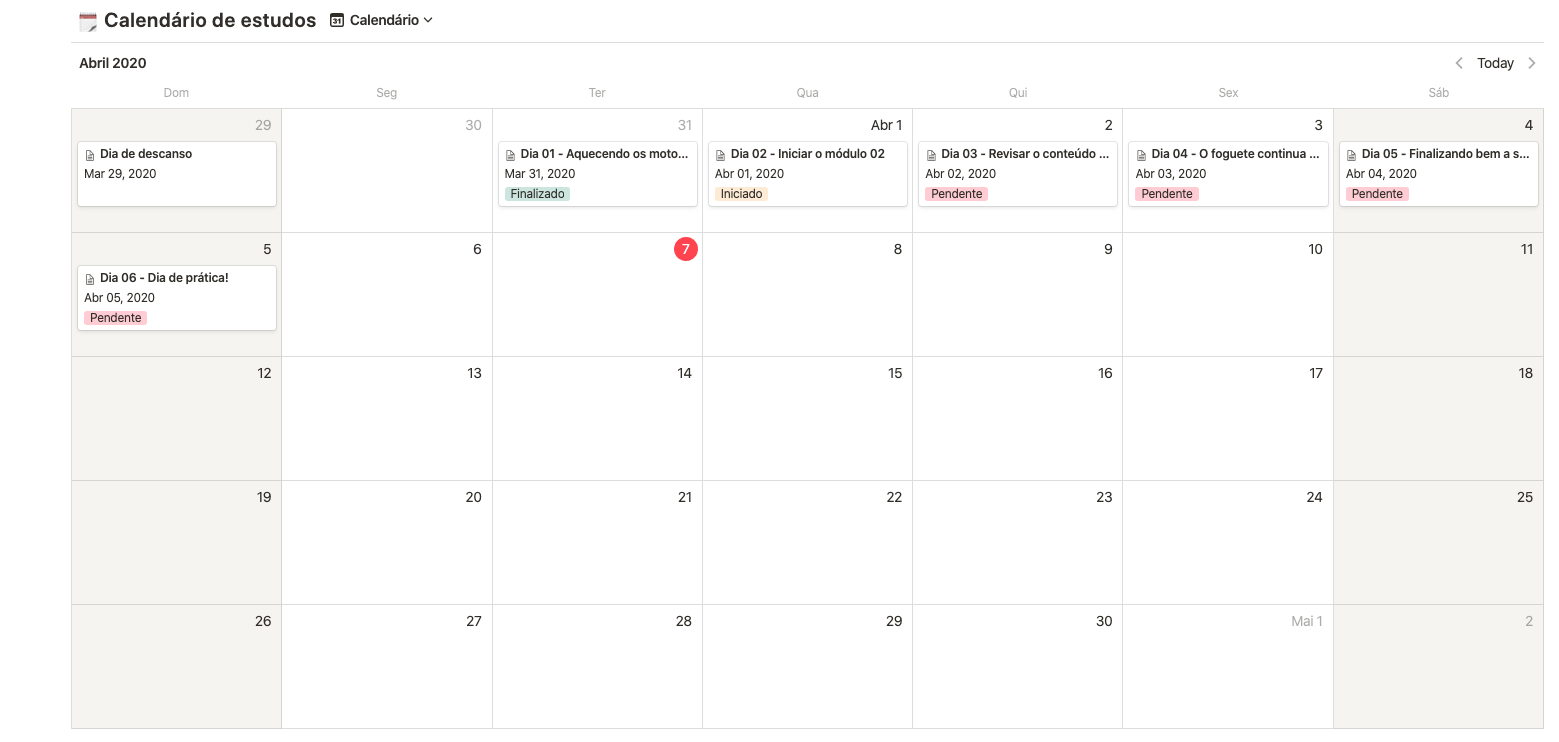 Calendário de estudos
31 Calendário
Abril 2020
Today
Dom Seg Ter Qua Qui Sex Sáb
29 30 31 Abr 1 2 3 4
Dia de descanso
Mar 29, 2020
Dia 01 - Aquecendo os moto...
Mar 31, 2020
Finalizado
Dia 02 - Iniciar o módulo 02
Abr 01, 2020
Iniciado
Dia 03 - Revisar o conteúdo ...
Abr 02, 2020
Pendente
Dia 04 - O foguete continua ...
Abr 03, 2020
Pendente
Dia 05 - Finalizando bem a s...
Abr 04, 2020
Pendente
5 6 7 8 9 10 11
Dia 06 - Dia de prática!
Abr 05, 2020
Pendente
12 13 14 15 16 17 18
19 20 21 22 23 24 25
26 27 28 29 30 Mai 1 2